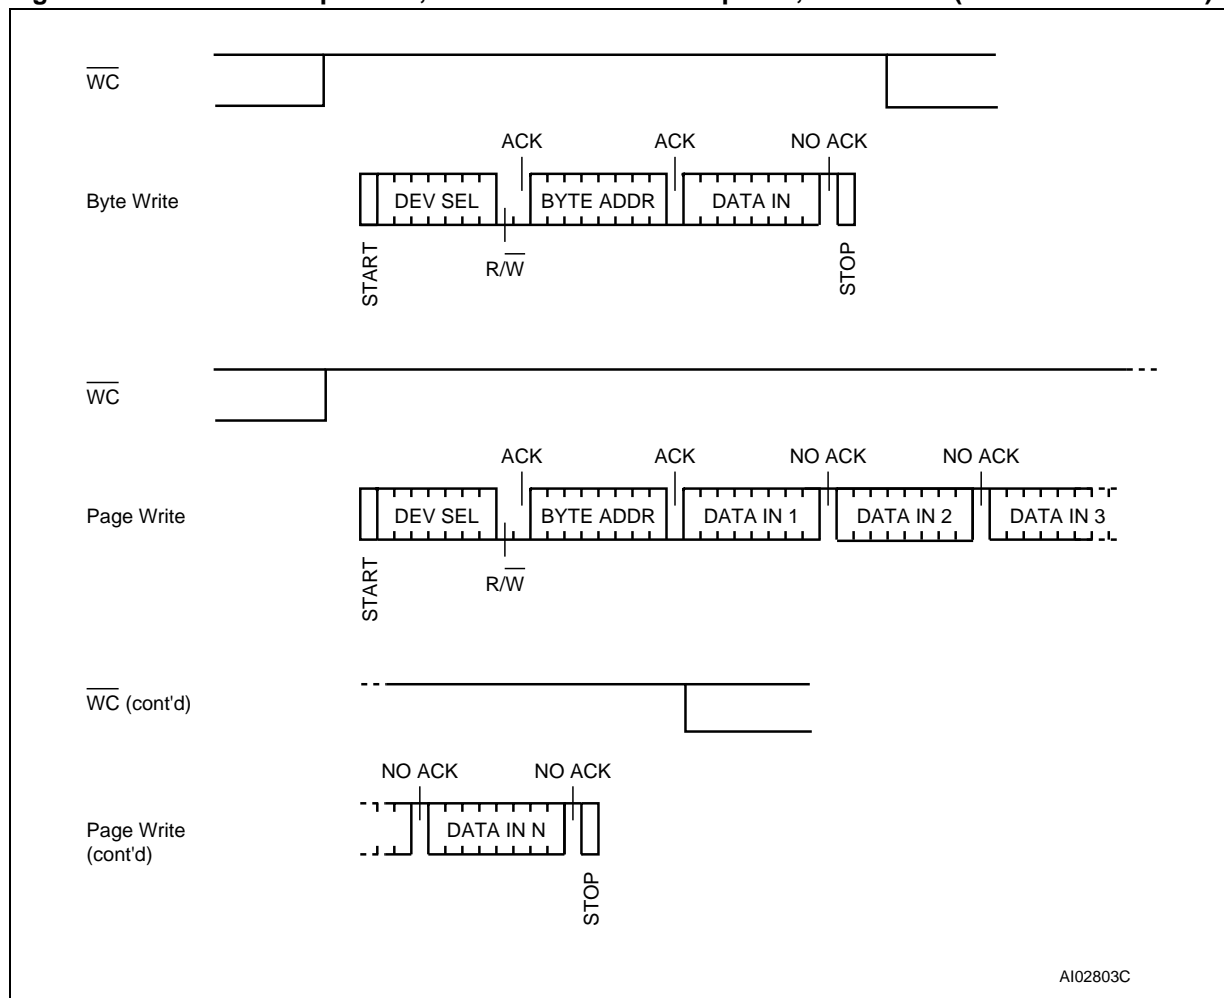 WC
ACK ACK NO ACK
Byte Write
DEV SEL BYTE ADDR DATA IN
START
R/W
STOP
WC
ACK ACK NO ACK NO ACK
Page Write
DEV SEL BYTE ADDR DATA IN 1 DATA IN 2 DATA IN 3
START
R/W
WC (cont'd)
NO ACK NO ACK
Page Write
(cont'd)
DATA IN N
STOP
AI02803C